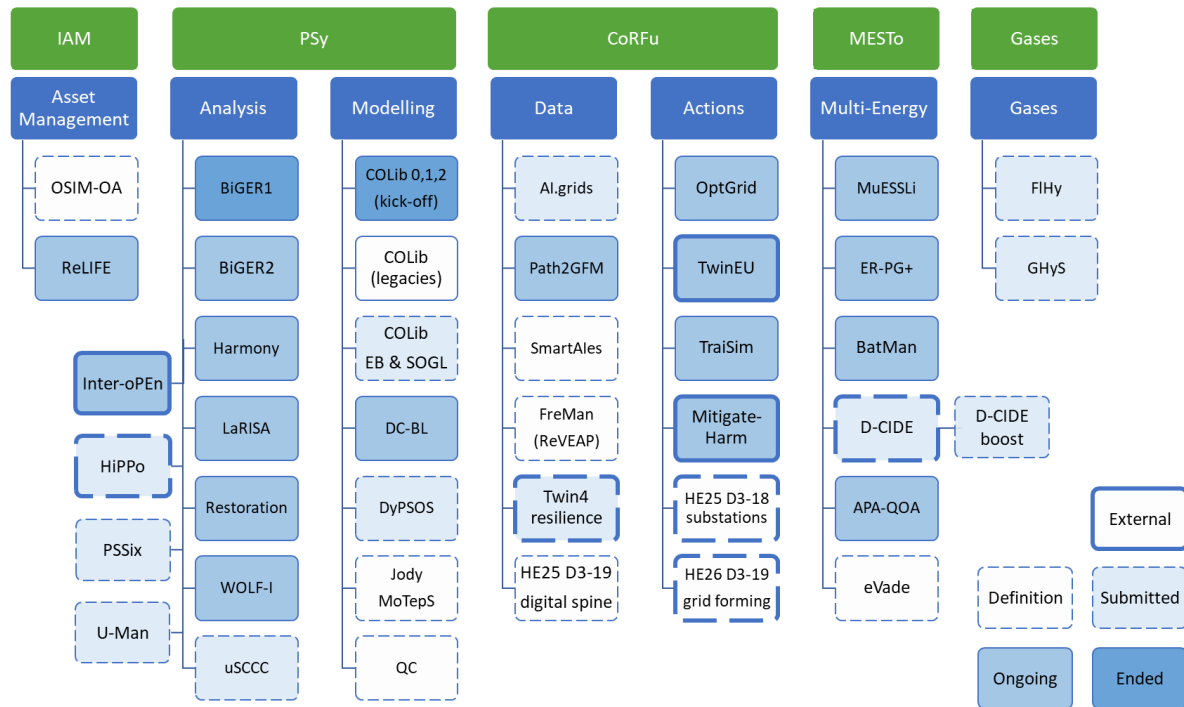 IAM
PSy
CoRFu
MESTo
Gases
Asset
Management
Analysis
Modelling
Data
Actions
Multi-Energy
Gases
OSIM-OA
BiGER1
COLib 0,1,2
(kick-off)
AI.grids
OptGrid
MuESSLi
FlHy
ReLIFE
BiGER2
COLib
(legacies)
Path2GFM
TwinEU
ER-PG+
GHyS
Inter-oPEn
Harmony
COLib
EB & SOGL
SmartAles
TraiSim
BatMan
HiPPo
LaRISA
DC-BL
FreMan
(ReVEAP)
Mitigate-
Harm
D-CIDE
D-CIDE
boost
PSSix
Restoration
DyPSOS
Twin4
resilience
HE25 D3-18
substations
APA-QOA
External
U-Man
WOLF-I
Jody
MoTepS
HE25 D3-19
digital spine
HE26 D3-19
grid forming
eVade
Definition
Submitted
uSCCC
QC
Ongoing
Ended